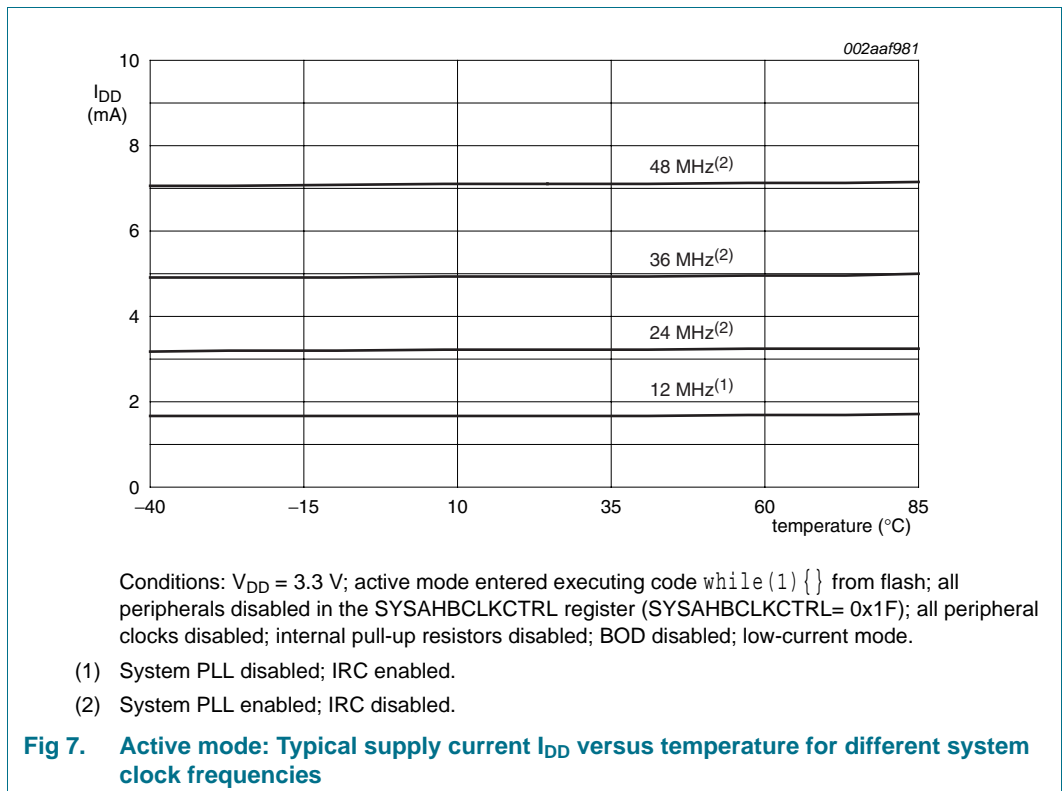 002aaf981
10
IDD
(mA)
8
48 MHz(2)
6
36 MHz(2)
4
24 MHz(2)
2
12 MHz(1)
0
−40 −15 10 35 60 85
temperature (°C)
Conditions: VDD = 3.3 V; active mode entered executing code while(1){} from flash; all
peripherals disabled in the SYSAHBCLKCTRL register (SYSAHBCLKCTRL= 0x1F); all peripheral
clocks disabled; internal pull-up resistors disabled; BOD disabled; low-current mode.
(1) System PLL disabled; IRC enabled.
(2) System PLL enabled; IRC disabled.
Fig 7. Active mode: Typical supply current IDD versus temperature for different system
clock frequencies